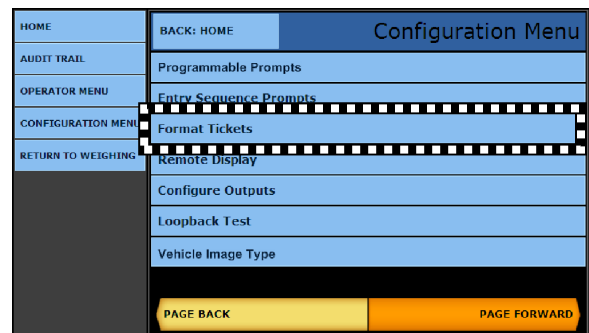 HOME
AUDIT TRAIL
OPERATOR MENU
CONFIGURATION MENU
RETURN TO WEIGHING
BACK: HOME
Configuration Menu
Programmable Prompts
Entry Sequence Prompts
Format Tickets
Remote Display
Configure Outputs
Loopback Test
Vehicle Image Type
PAGE BACK
PAGE FORWARD